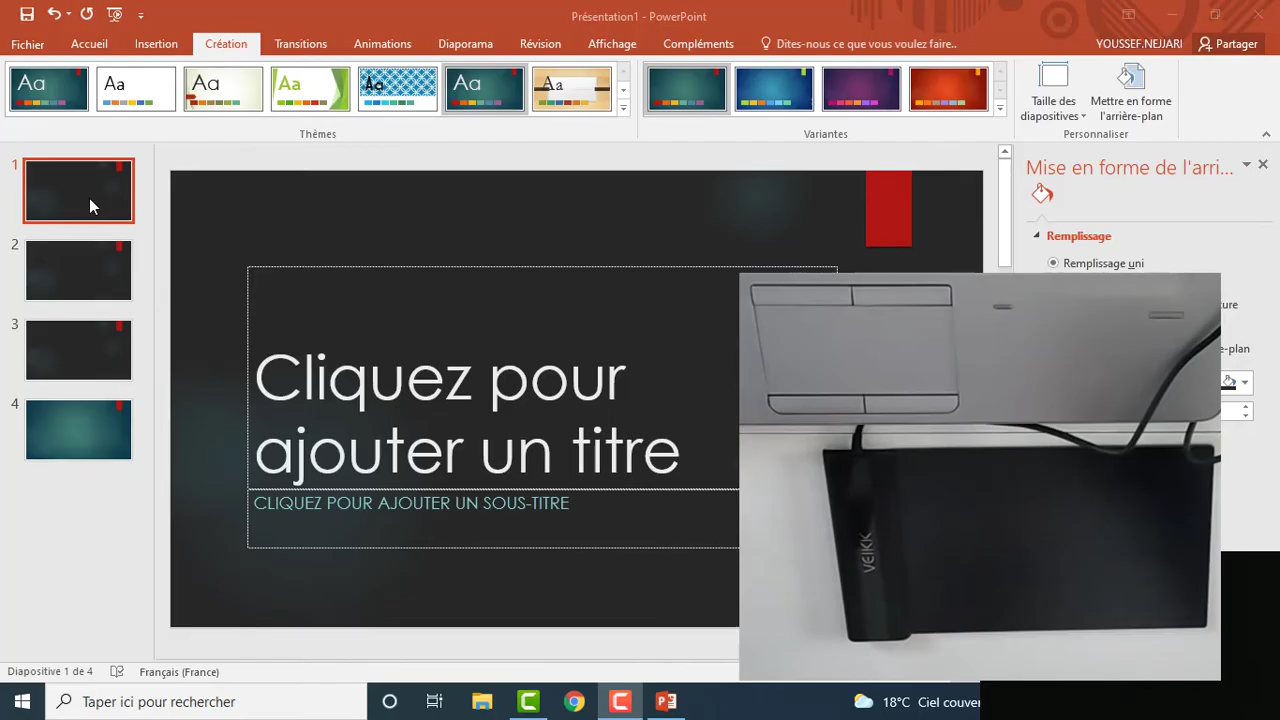 Présentation1 - PowerPoint
Fichier
Accueil
Insertion
Création
Transitions
Animations
Diaporama
Révision
Affichage
Compléments
Dites-nous ce que vous voulez faire..
YOUSSEF.NEJJARI
Partager
Aa
Aa
Aa
Aa
Aa
Aa
Aa
Thèmes
Variantes
Taille des
diapositives
Mettre en forme
l'arrière-plan
Personnaliser
1
2
3
4
Cliquez pour
ajouter un titre
CLIQUEZ POUR AJOUTER UN SOUS-TITRE
Mise en forme de l'arri...
Remplissage
Remplissage uni
ture
e-plan
VEIKK
Diapositive 1 de 4
Français (France)
Taper ici pour rechercher
18°C Ciel couver